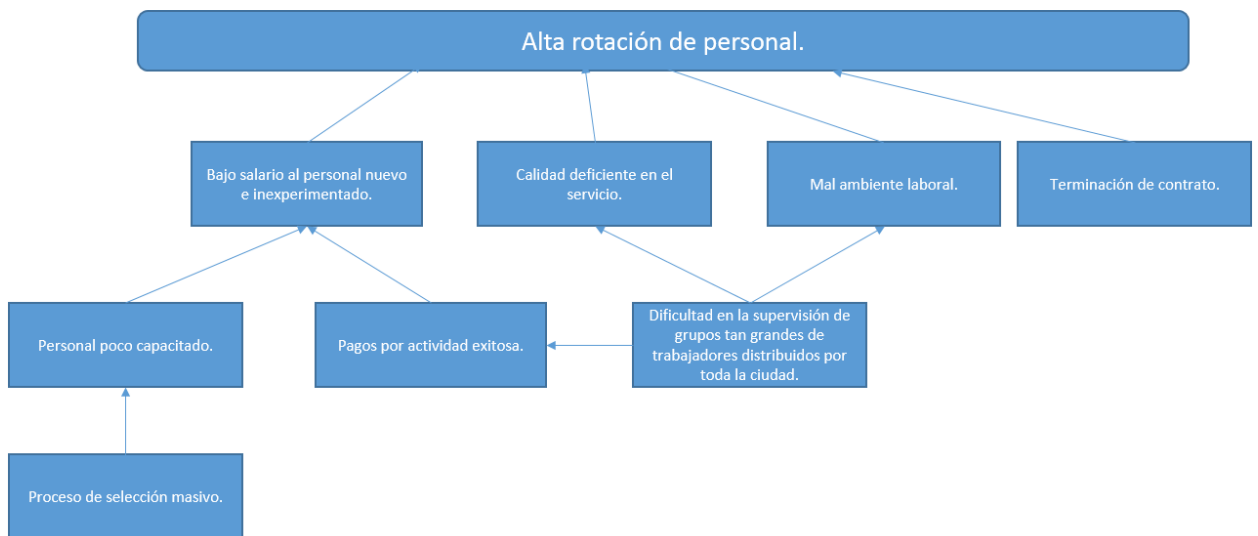 Alta rotación de personal.
Bajo salario al personal nuevo
e inexperimentado.
Calidad deficiente en el
servicio.
Mal ambiente laboral.
Terminación de contrato.
Personal poco capacitado.
Pagos por actividad exitosa.
Dificultad en la supervisión de
grupos tan grandes de
trabajadores distribuidos por
toda la ciudad.
Proceso de selección masivo.